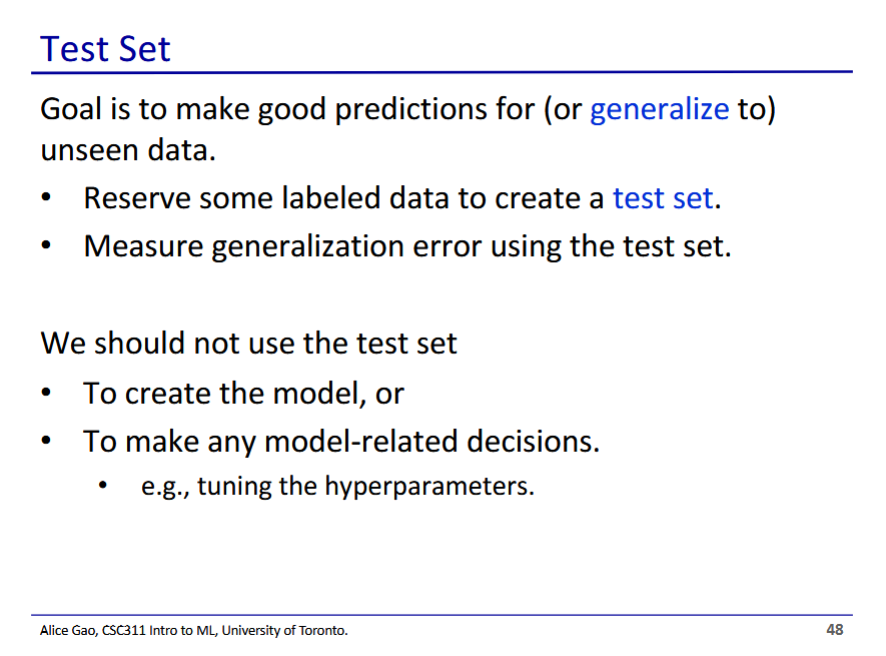 Test Set
Goal is to make good predictions for (or generalize to)
unseen data.
• Reserve some labeled data to create a test set.
• Measure generalization error using the test set.
We should not use the test set
• To create the model, or
• To make any model-related decisions.
• e.g., tuning the hyperparameters.
Alice Gao, CSC311 Intro to ML, University of Toronto.
48